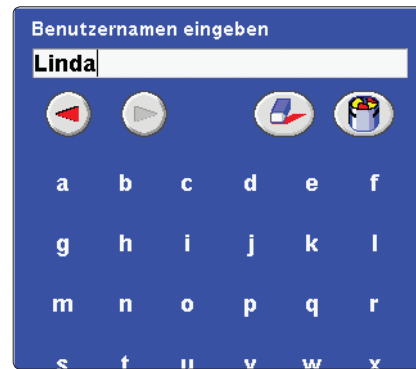 Benutzernamen eingeben
Linda
a b c d e f
g h i j k l
m n o p q r
s t u v w x